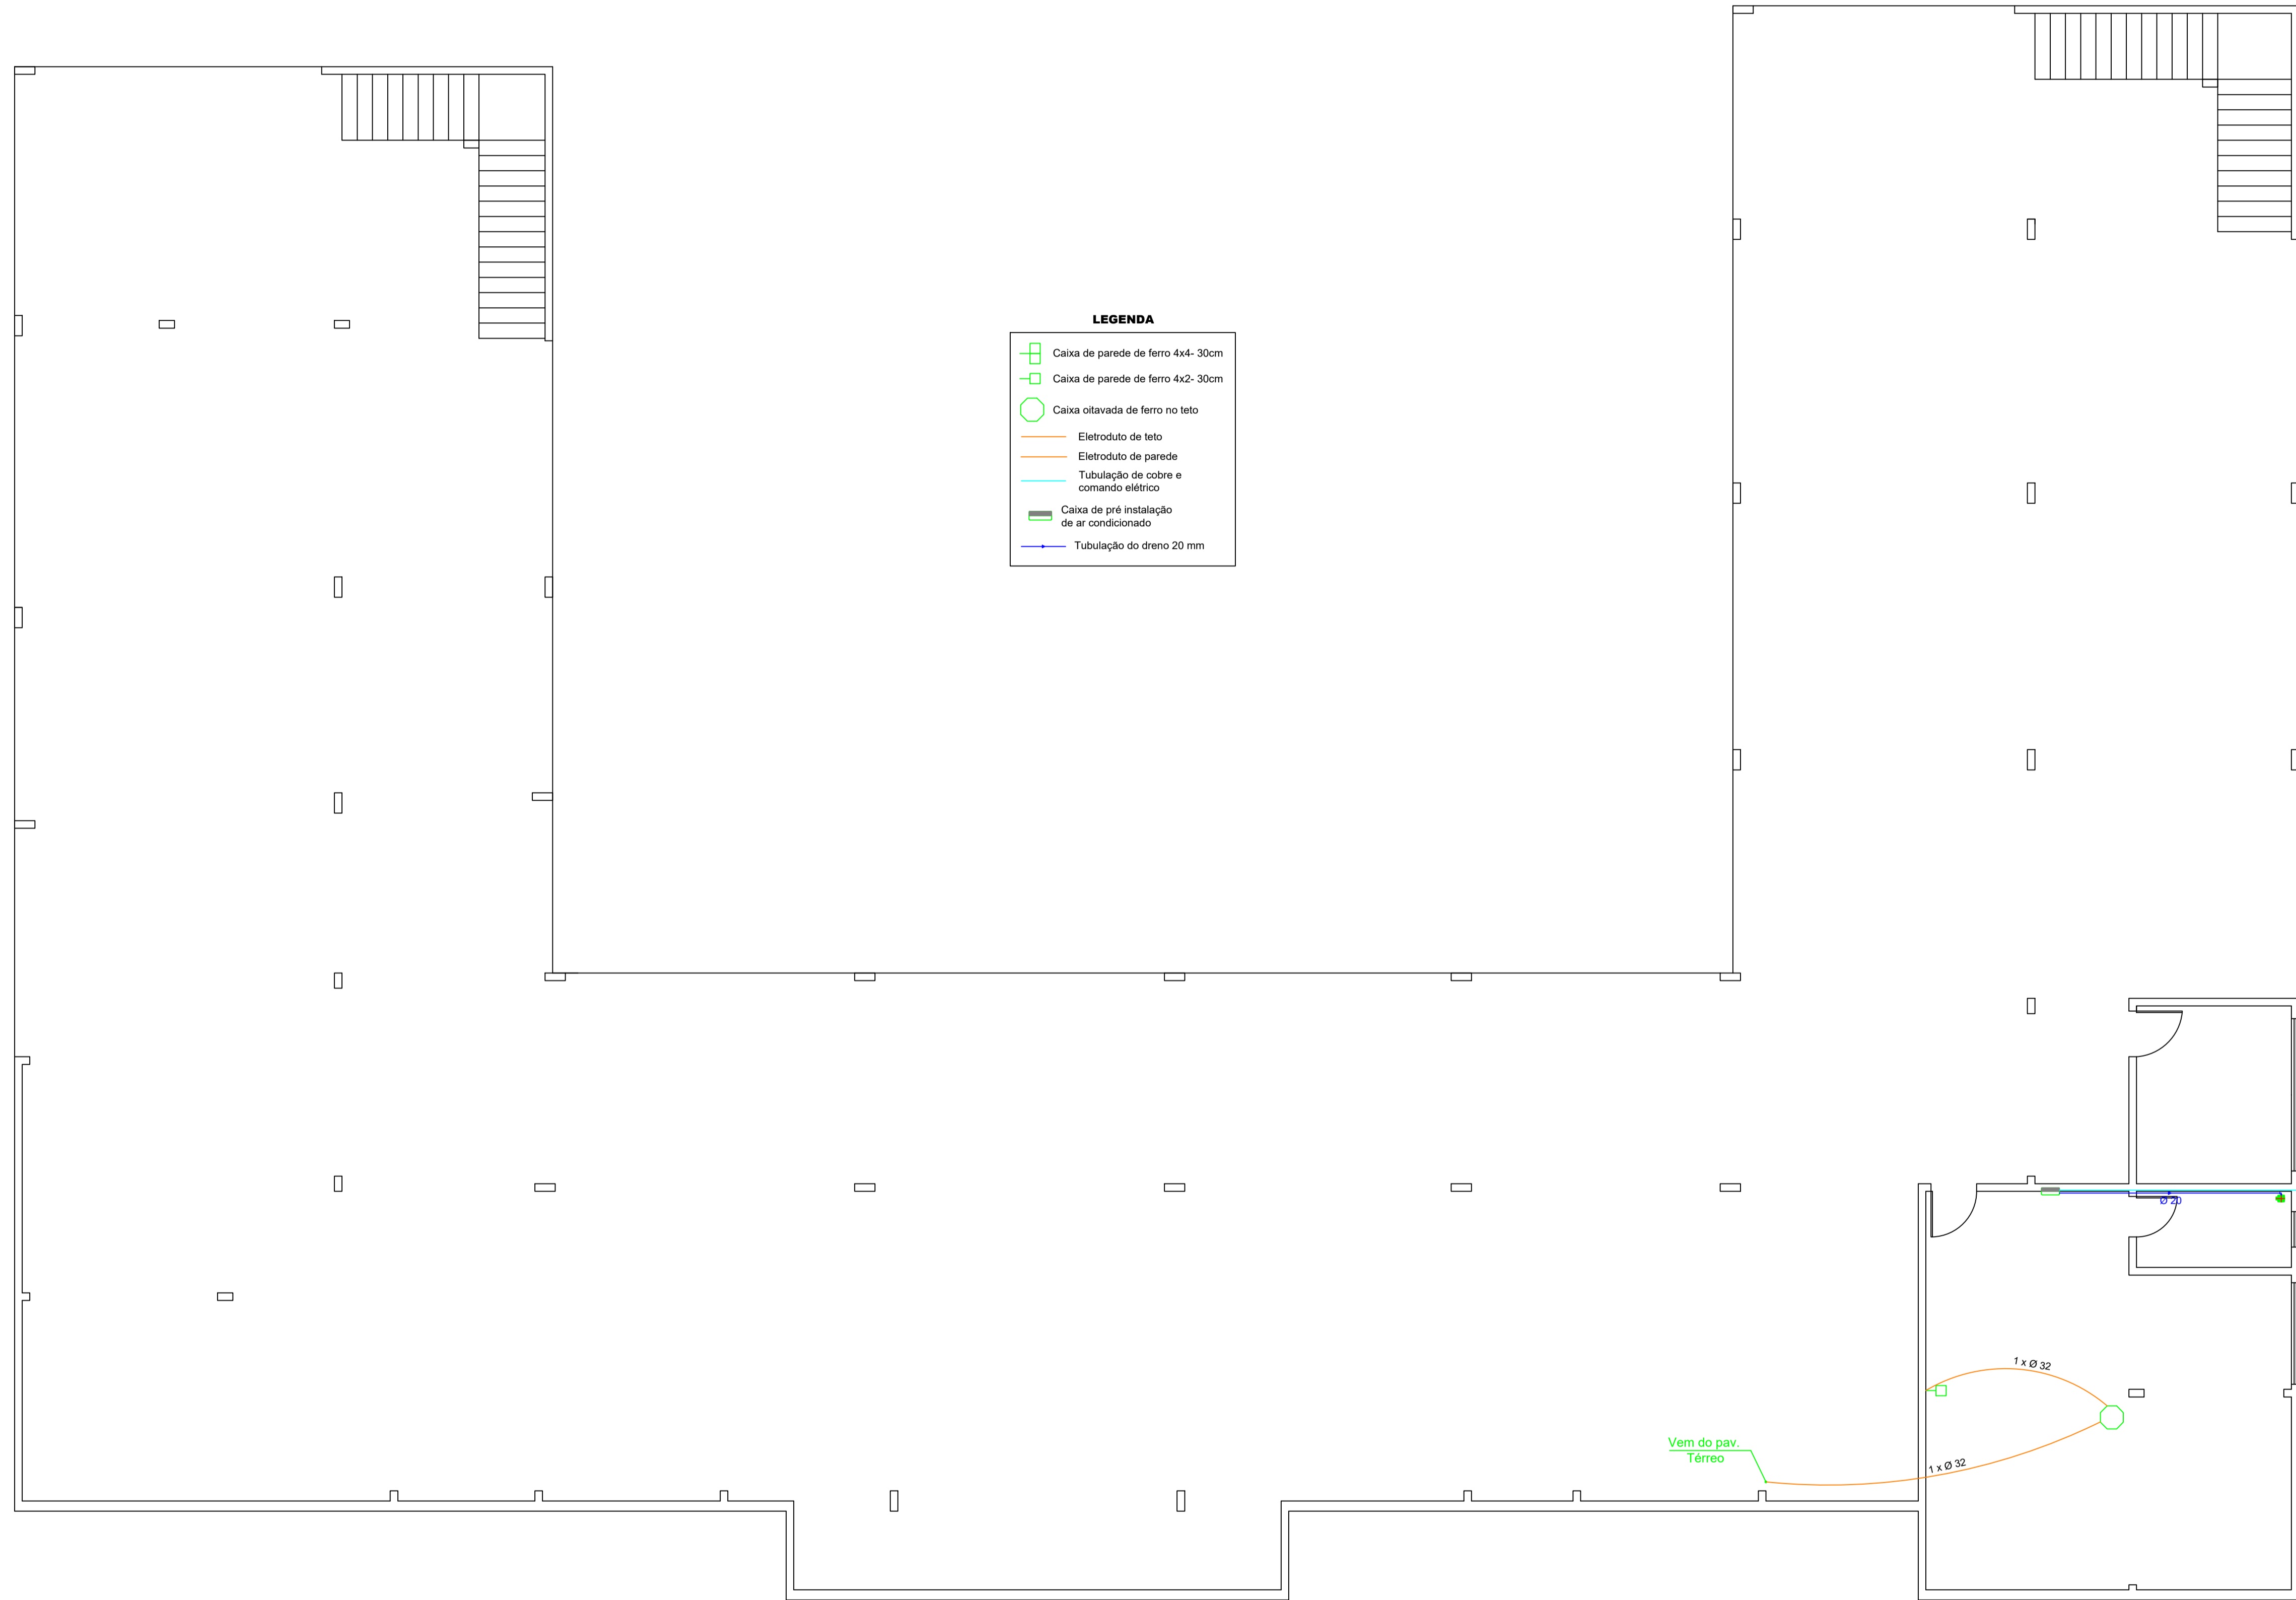 LEGENDA
Caixa de parede de ferro 4x4- 30cm
Caixa de parede de ferro 4x2- 30cm
Caixa oitavada de ferro no teto
Eletroduto de teto
Eletroduto de parede
Tubulação de cobre e
comando elétrico
Caixa de pré instalação
de ar condicionado
Tubulação do dreno 20 mm
Ø 20
1 x Ø 32
Vem do pav.
Térreo
1 x Ø 32